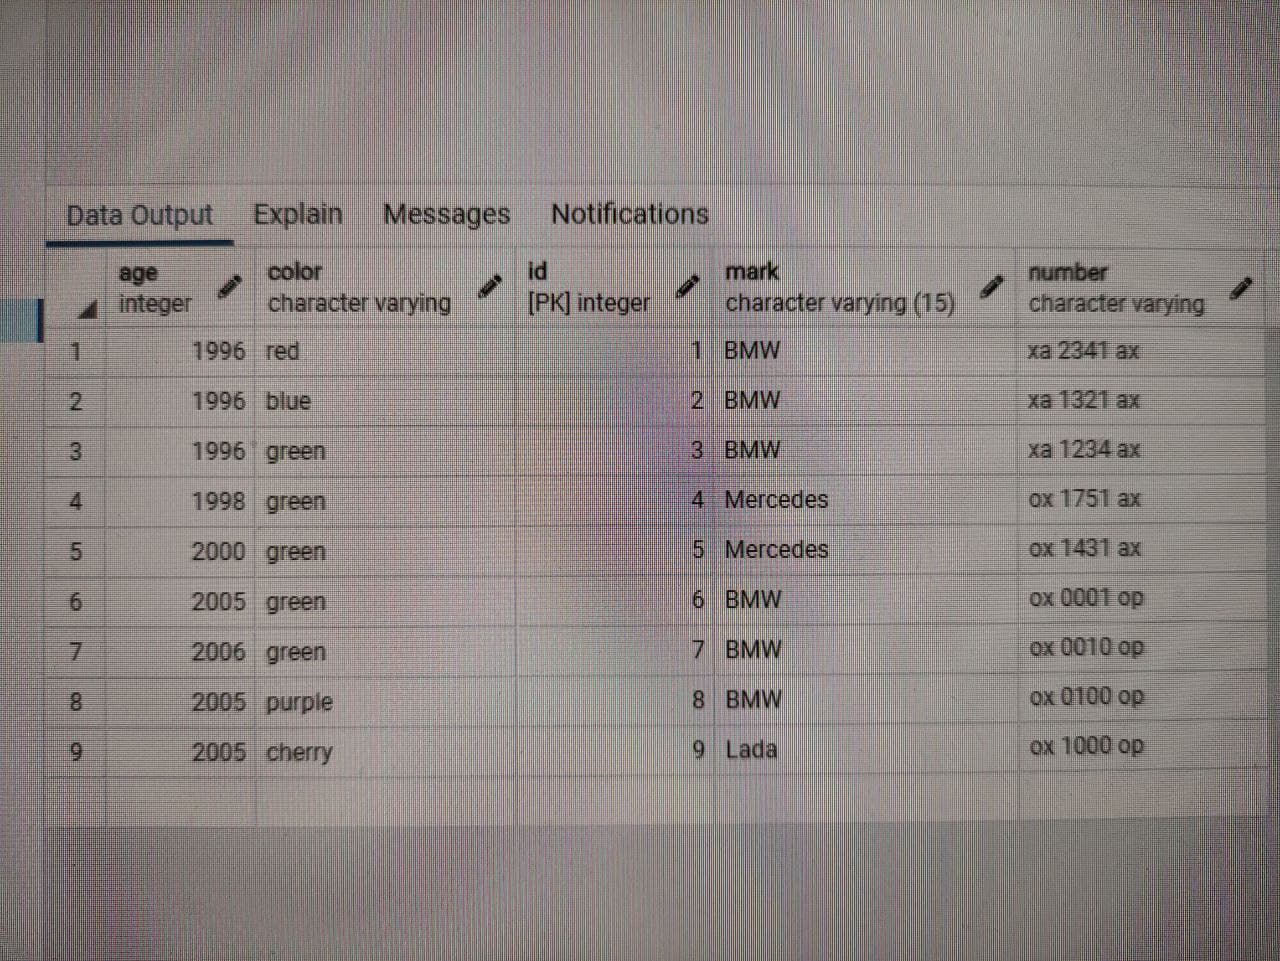 Data Output Explain Messages Notifications
age color id mark number
integer character varying [PK] integer character varying (15) character varying
1 1996 red 1 BMW xa 2341 ax
2 1996 blue 2 BMW xa 1321 ax
3 1996 green 3 BMW xa 1234 ax
4 1998 green 4 Mercedes ox 1751 ax
5 2000 green 5 Mercedes ox 1431 ax
6 2005 green 6 BMW ox 0001 op
7 2006 green 7 BMW ox 0010 op
8 2005 purple 8 BMW ox 0100 op
9 2005 cherry 9 Lada ox 1000 op